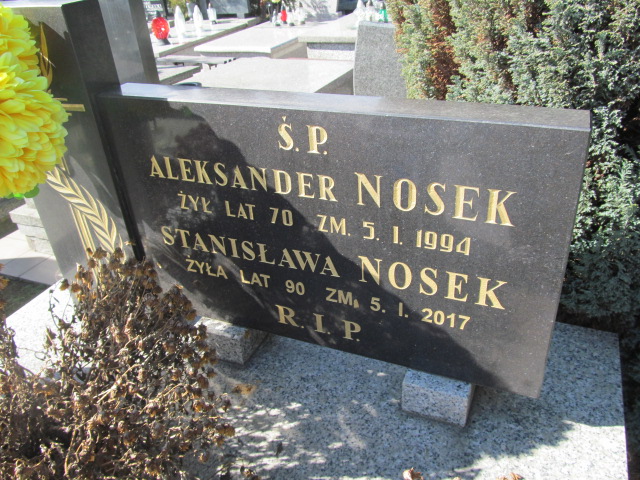 Ś.P.
ALEKSANDER NOSEK
ŻYŁ LAT 70 ZM. 5. I. 1994
STANISŁAWA NOSEK
ŻYŁA LAT 90 ZM. 5. I. 2017
R.I.P.